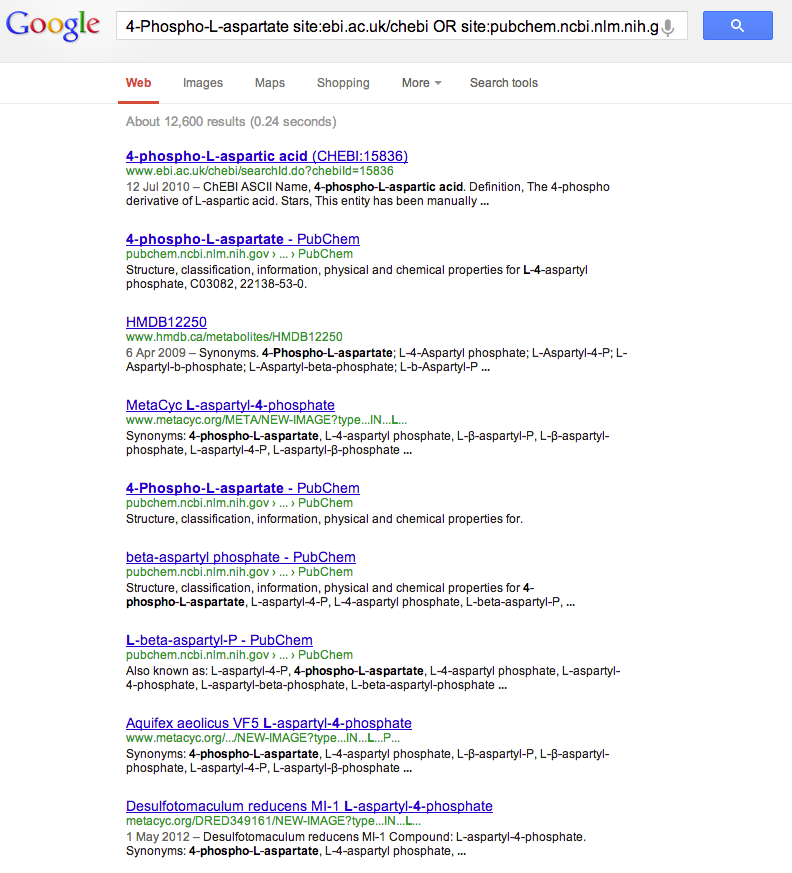 Google
4-Phospho-L-aspartate site:ebi.ac.uk/chebi OR site:pubchem.ncbi.nlm.nih.g
Web Images Maps Shopping More Search tools
About 12,600 results (0.24 seconds)
4-phospho-L-aspartic acid (CHEBI:15836)
www.ebi.ac.uk/chebi/searchId.do?chebiId=15836
12 Jul 2010 – ChEBI ASCII Name, 4-phospho-L-aspartic acid. Definition, The 4-phospho
derivative of L-aspartic acid. Stars, This entity has been manually ...
4-phospho-L-aspartate - PubChem
pubchem.ncbi.nlm.nih.gov › ... › PubChem
Structure, classification, information, physical and chemical properties for L-4-aspartyl
phosphate, C03082, 22138-53-0.
HMDB12250
www.hmdb.ca/metabolites/HMDB12250
6 Apr 2009 – Synonyms. 4-Phospho-L-aspartate; L-4-Aspartyl phosphate; L-Aspartyl-4-P; L-
Aspartyl-b-phosphate; L-Aspartyl-beta-phosphate; L-b-Aspartyl-P ...
MetaCyc L-aspartyl-4-phosphate
www.metacyc.org/META/NEW-IMAGE?type...IN...L...
Synonyms: 4-phospho-L-aspartate, L-4-aspartyl phosphate, L-β-aspartyl-P, L-β-aspartyl-
phosphate, L-aspartyl-4-P, L-aspartyl-β-phosphate ...
4-Phospho-L-aspartate - PubChem
pubchem.ncbi.nlm.nih.gov › ... › PubChem
Structure, classification, information, physical and chemical properties for.
beta-aspartyl phosphate - PubChem
pubchem.ncbi.nlm.nih.gov › ... › PubChem
Structure, classification, information, physical and chemical properties for 4-
phospho-L-aspartate, L-aspartyl-4-P, L-4-aspartyl phosphate, L-beta-aspartyl-P, ...
L-beta-aspartyl-P - PubChem
pubchem.ncbi.nlm.nih.gov › ... › PubChem
Also known as: L-aspartyl-4-P, 4-phospho-L-aspartate, L-4-aspartyl phosphate, L-aspartyl-
4-phosphate, L-aspartyl-beta-phosphate, L-beta-aspartyl-phosphate ...
Aquifex aeolicus VF5 L-aspartyl-4-phosphate
www.metacyc.org/.../NEW-IMAGE?type...IN...L...P...
Synonyms: 4-phospho-L-aspartate, L-4-aspartyl phosphate, L-β-aspartyl-P, L-β-aspartyl-
phosphate, L-aspartyl-4-P, L-aspartyl-β-phosphate ...
Desulfotomaculum reducens MI-1 L-aspartyl-4-phosphate
metacyc.org/DRED349161/NEW-IMAGE?type...IN...L...
1 May 2012 – Desulfotomaculum reducens MI-1 Compound: L-aspartyl-4-phosphate.
Synonyms: 4-phospho-L-aspartate, L-4-aspartyl phosphate, ...